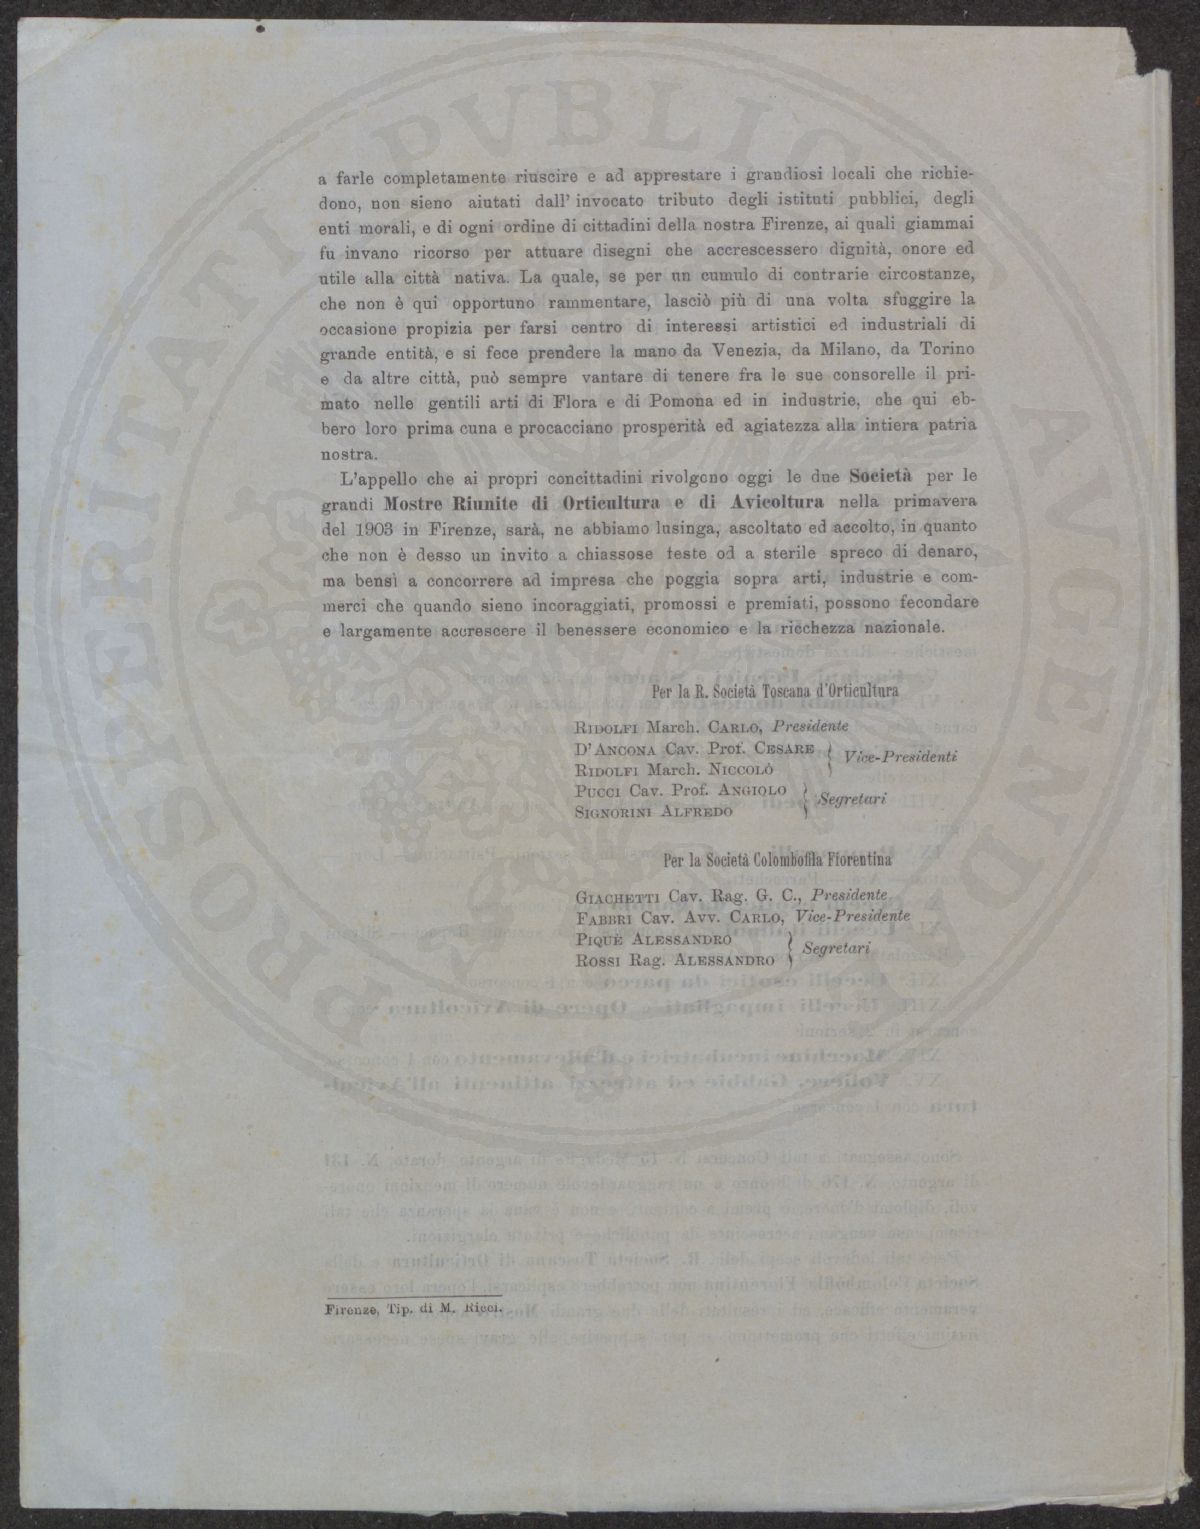 a farle completamente riuscire e ad apprestare i grandiosi locali che richie-
dono, non sieno aiutati dall' invocato tributo degli istituti pubblici, degli
enti morali, e di ogni ordine di cittadini della nostra Firenze, ai quali giammai
fu invano ricorso per attuare disegni che accrescessero dignità, onore ed
utile alla città nativa. La quale, se per un cumulo di contrarie circostanze,
che non è qui opportuno rammentare, lasciò più di una volta sfuggire la
occasione propizia per farsi centro di interessi artistici ed industriali di
grande entità, e si fece prendere la mano da Venezia, da Milano, da Torino
e da altre città, può sempre vantare di tenere fra le sue consorelle il pri-
mato nelle gentili arti di Flora e di Pomona ed in industrie, che qui eb-
bero loro prima cuna e procacciano prosperità ed agiatezza alla intiera patria
nostra.
L'appello che ai propri concittadini rivolgono oggi le due Società per le
grandi Mostre Riunite di Orticultura e di Avicoltura nella primavera
del 1903 in Firenze, sarà, ne abbiamo lusinga, ascoltato ed accolto, in quanto
che non è desso un invito a chiassose feste od a sterile spreco di denaro,
ma bensì a concorrere ad impresa che poggia sopra arti, industrie e com-
merci che quando sieno incoraggiati, promossi e premiati, possono fecondare
e largamente accrescere il benessere economico e la ricchezza nazionale.
Per la R. Società Toscana d'Orticultura
RIDOLFI March. CARLO, Presidente
D'ANCONA Cav. Prof. CESARE
RIDOLFI March. NICCOLÒ
Vice-Presidenti
PUCCI Cav. Prof. ANGIOLO
SIGNORINI ALFREDO
Segretari
Per la Società Colombofila Fiorentina
GIACHETTI Cav. Rag. G. C., Presidente
FABBRI Cav. Avv. CARLO, Vice-Presidente
PIQUÈ ALESSANDRO
ROSSI Rag. ALESSANDRO
Segretari
Firenze, Tip. di M. Ricci.
PROSPERITATI PVBLICAE AVGENDAE